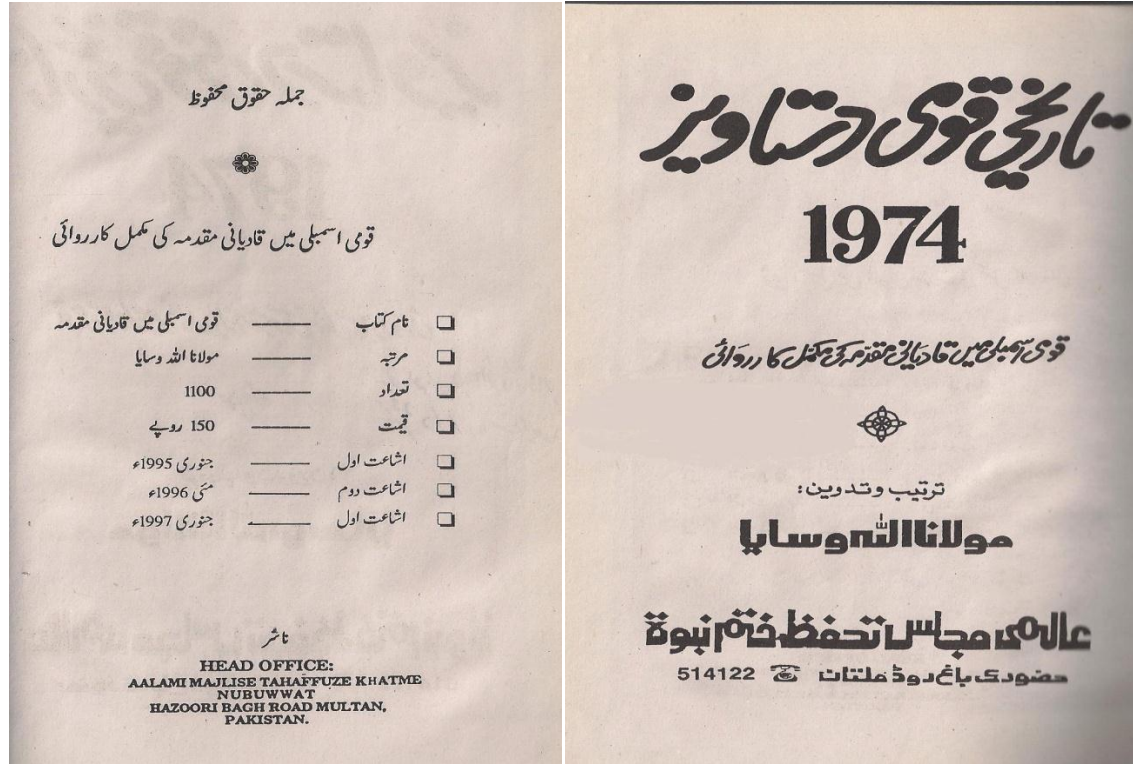 تاریخی قومی دستاویز
1974
قومی اسمبلی میں قادیانی مقدمہ کی مکمل کارروائی
ترتیب و تدوین:
مولانا اللہ وسایا
عالمی مجلس تحفظ ختم نبوۃ
حضوری باغ روڈ ملتان ☎ 514122
جملہ حقوق محفوظ
قومی اسمبلی میں قادیانی مقدمہ کی مکمل کارروائی
نام کتاب ——— قومی اسمبلی میں قادیانی مقدمہ
مرتبہ ——— مولانا اللہ وسایا
تعداد ——— 1100
قیمت ——— 150 روپے
اشاعت اول ——— جنوری 1995ء
اشاعت دوم ——— مئی 1996ء
اشاعت اول ——— جنوری 1997ء
ناشر
HEAD OFFICE:
AALAMI MAJLISE TAHAFFUZE KHATME
NUBUWWAT
HAZOORI BAGH ROAD MULTAN,
PAKISTAN.